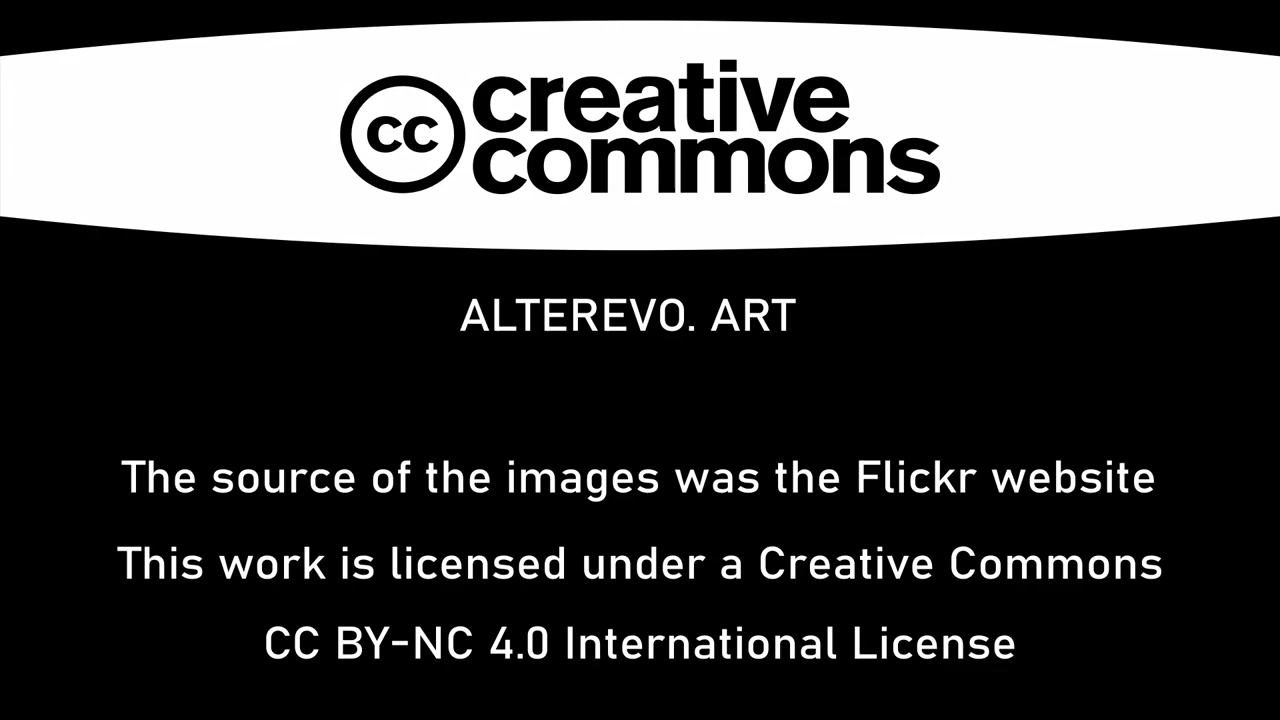 cc creative
commons
ALTEREVO. ART
The source of the images was the Flickr website
This work is licensed under a Creative Commons
CC BY-NC 4.0 International License